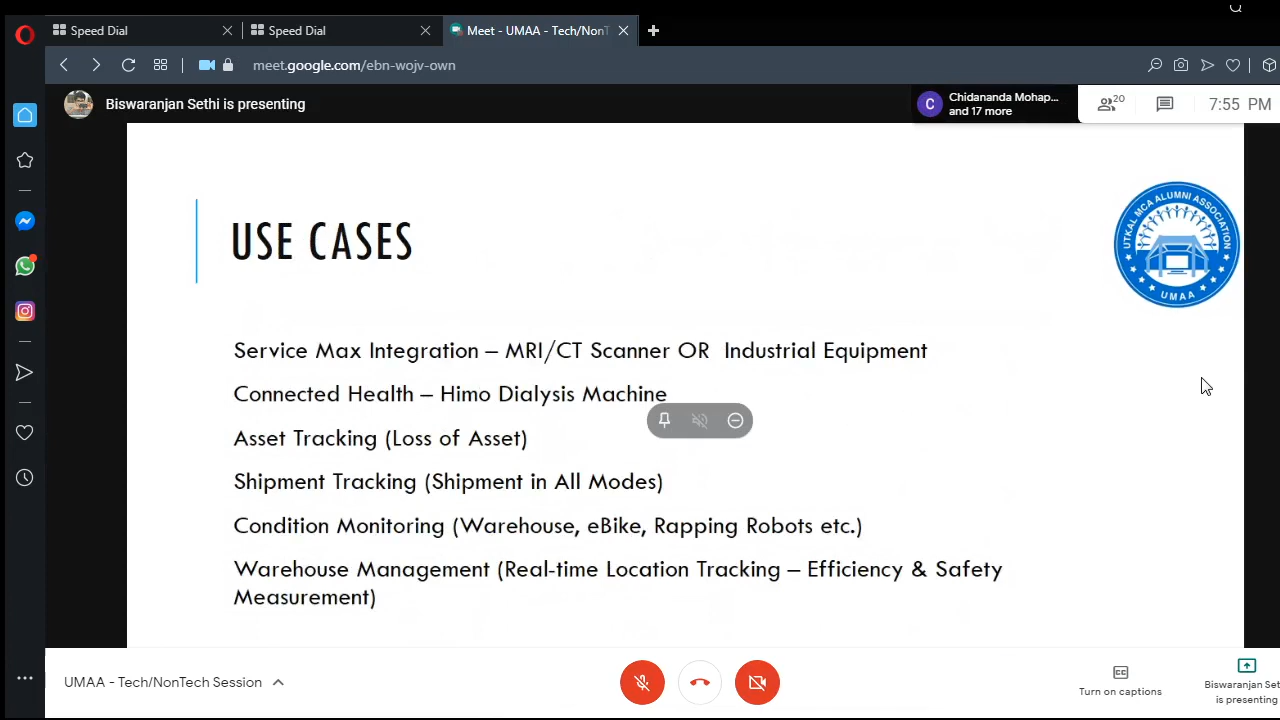 Speed Dial
Speed Dial
Meet - UMAA - Tech/NonT
meet.google.com/ebn-wojv-own
Biswaranjan Sethi is presenting
C
Chidananda Mohap...
and 17 more
20
7:55 PM
USE CASES
UTKAL MCA ALUMNI ASSOCIATION
UMAA
Service Max Integration – MRI/CT Scanner OR Industrial Equipment
Connected Health – Himo Dialysis Machine
Asset Tracking (Loss of Asset)
Shipment Tracking (Shipment in All Modes)
Condition Monitoring (Warehouse, eBike, Rapping Robots etc.)
Warehouse Management (Real-time Location Tracking – Efficiency & Safety
Measurement)
UMAA - Tech/NonTech Session
CC
Turn on captions
Biswaranjan Set
is presenting